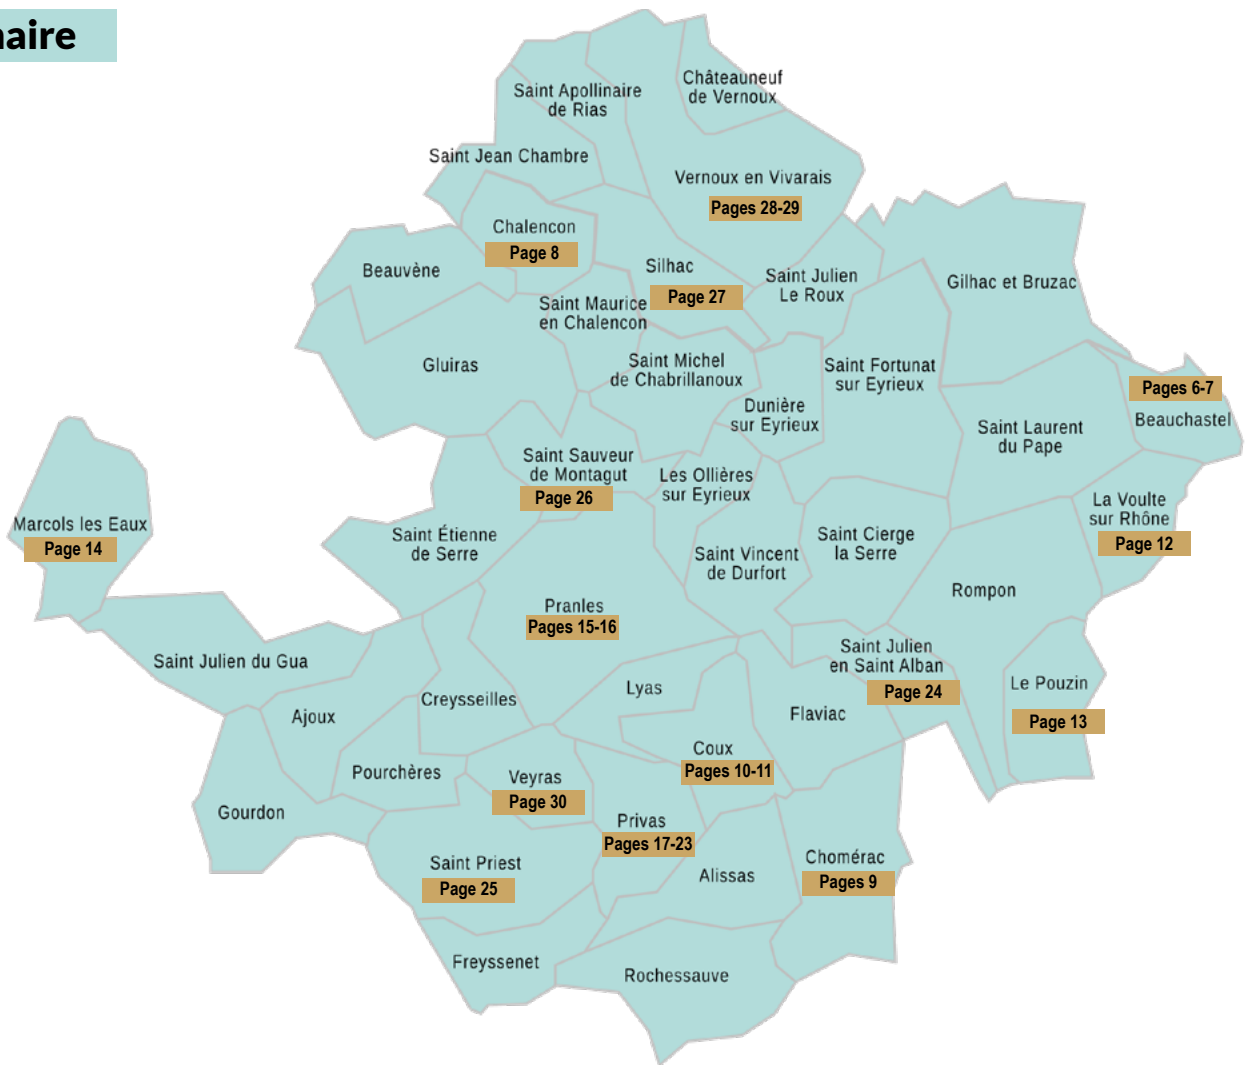 naire
Châteauneuf
de Vernoux
Saint Apollinaire
de Rias
Saint Jean Chambre
Vernoux en Vivarais
Pages 28-29
Chalencon
Page 8
Beauvène
Silhac
Page 27
Saint Julien
Le Roux
Gilhac et Bruzac
Saint Maurice
en Chalencon
Gluiras
Saint Michel
de Chabrillanoux
Saint Fortunat
sur Eyrieux
Pages 6-7
Beauchastel
Dunière
sur Eyrieux
Saint Laurent
du Pape
Saint Sauveur
de Montagut
Page 26
Les Ollières
sur Eyrieux
La Voulte
sur Rhône
Page 12
Marcols les Eaux
Page 14
Saint Étienne
de Serre
Saint Vincent
de Durfort
Saint Cierge
la Serre
Rompon
Pranles
Pages 15-16
Saint Julien du Gua
Saint Julien
en Saint Alban
Page 24
Le Pouzin
Page 13
Lyas
Creysseilles
Ajoux
Flaviac
Coux
Pages 10-11
Pourchères
Veyras
Page 30
Gourdon
Privas
Pages 17-23
Saint Priest
Page 25
Alissas
Chomérac
Pages 9
Freyssenet
Rochessauve